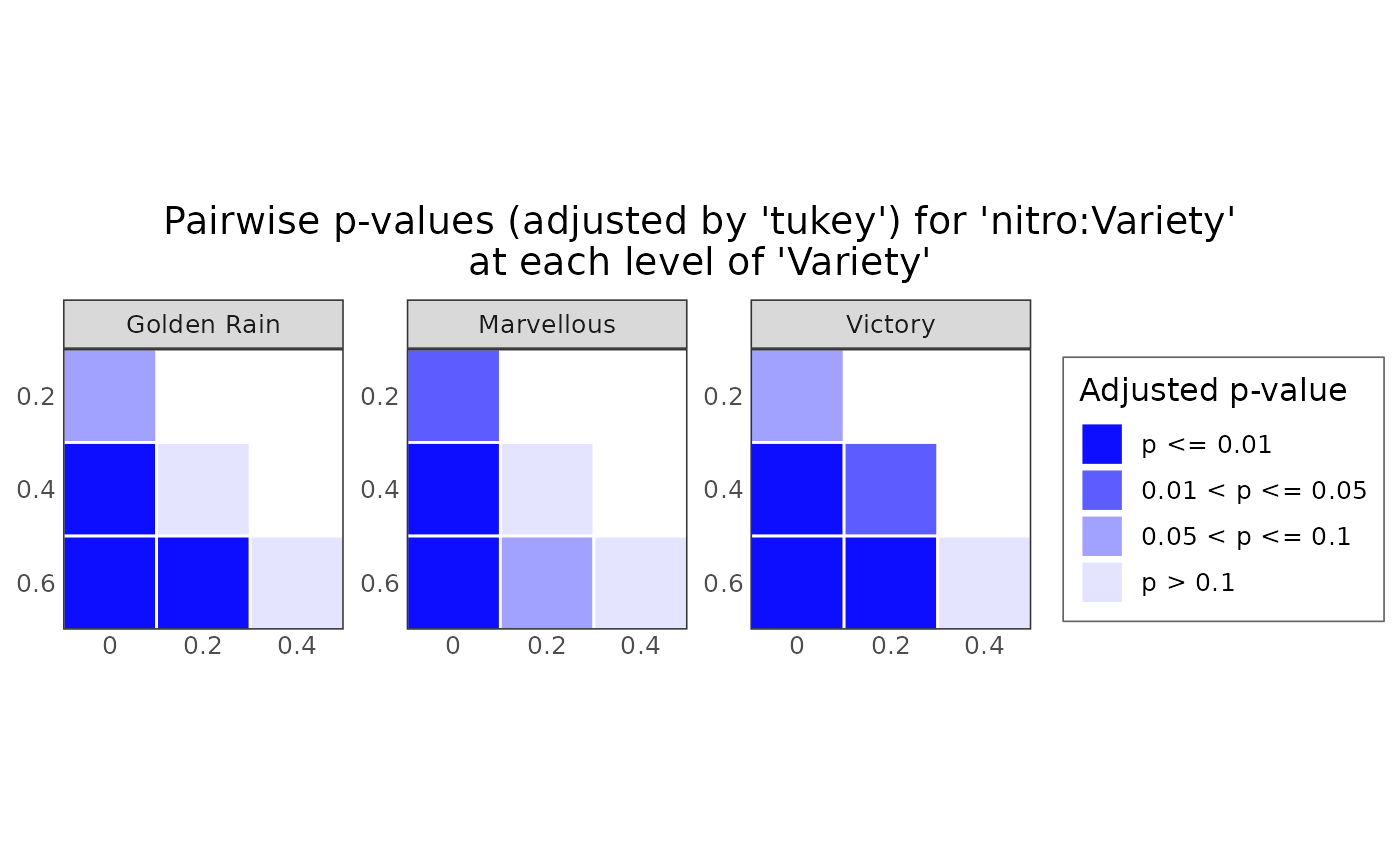 Pairwise p-values (adjusted by 'tukey') for 'nitro:Variety'
at each level of 'Variety'
Golden Rain
0.2
0.4
0.6
0 0.2 0.4
Marvellous
0.2
0.4
0.6
0 0.2 0.4
Victory
0.2
0.4
0.6
0 0.2 0.4
Adjusted p-value
p <= 0.01
0.01 < p <= 0.05
0.05 < p <= 0.1
p > 0.1